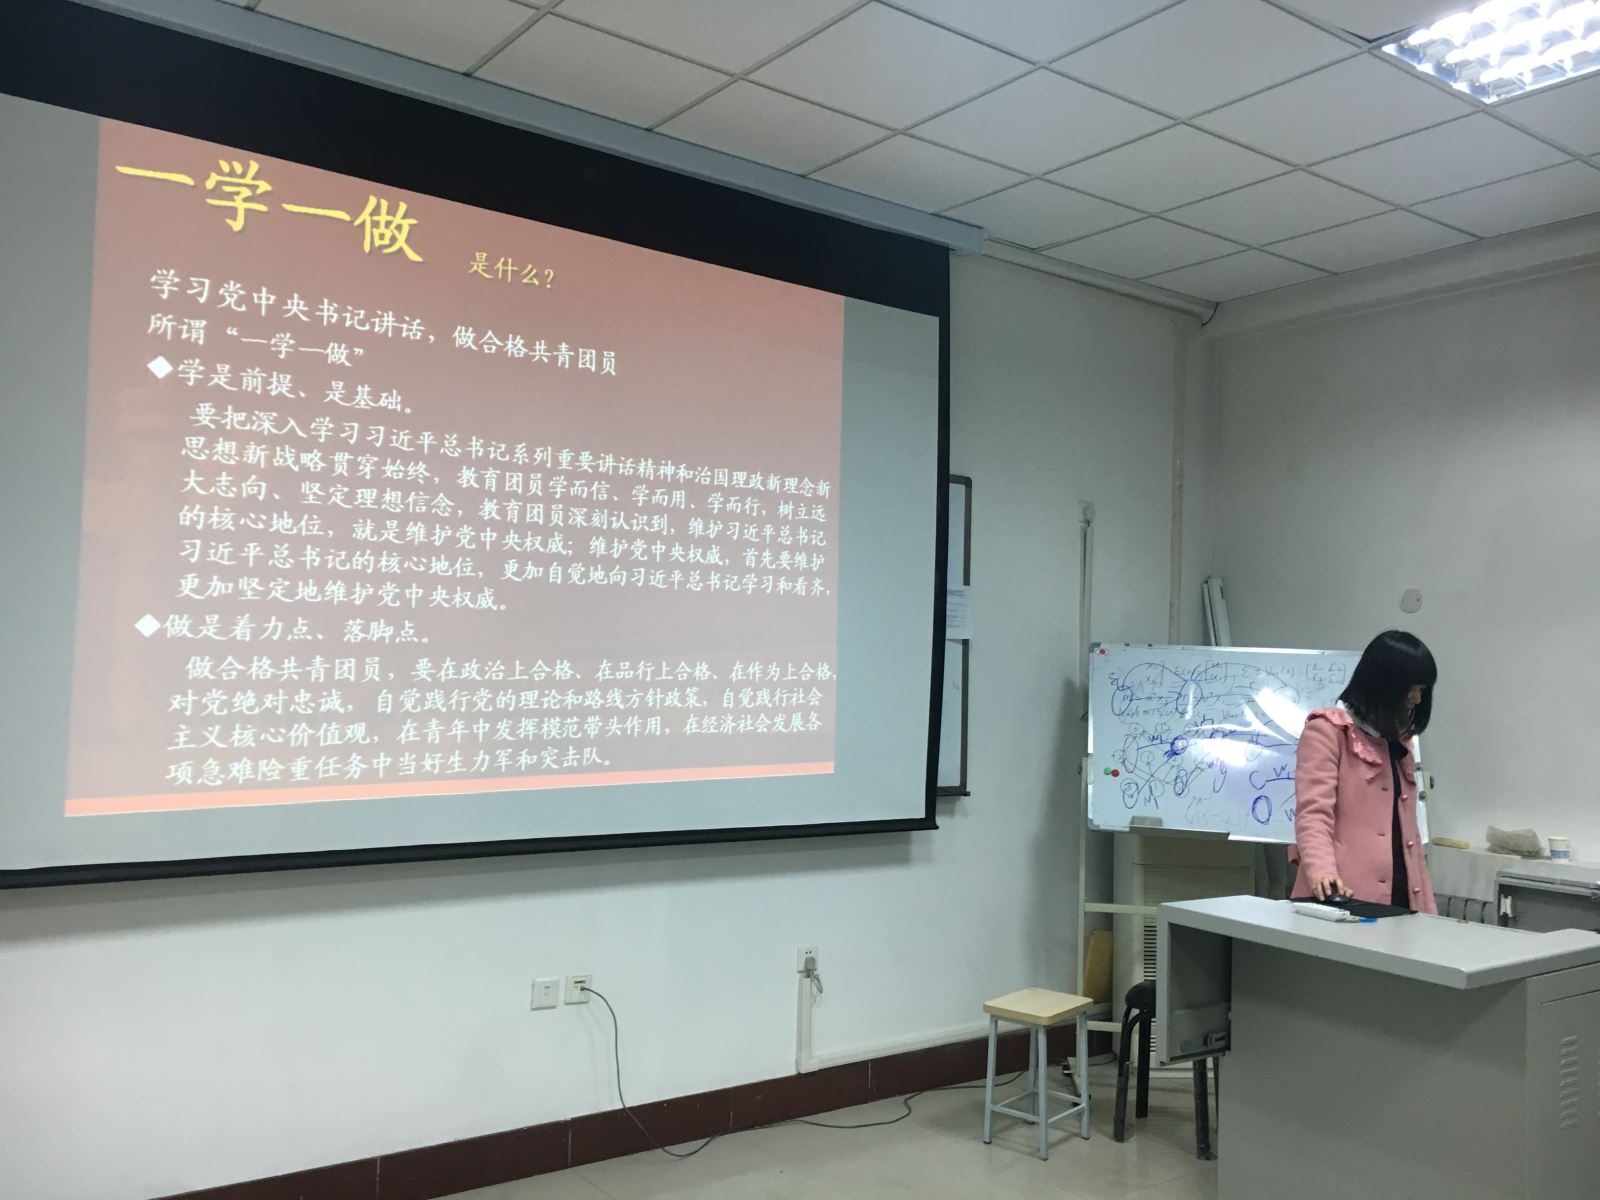 一学一做 是什么？
学习党中央书记讲话，做合格共青团员
所谓“一学一做”
◆学是前提、是基础。
要把深入学习习近平总书记系列重要讲话精神和治国理政新理念新
思想新战略贯穿始终，教育团员学而信、学而用、学而行，树立远
大志向、坚定理想信念，教育团员深刻认识到，维护习近平总书记
的核心地位，就是维护党中央权威；维护党中央权威，首先要维护
习近平总书记的核心地位，更加自觉地向习近平总书记学习和看齐，
更加坚定地维护党中央权威。
◆做是着力点、落脚点。
做合格共青团员，要在政治上合格、在品行上合格、在作为上合格，
对党绝对忠诚，自觉践行党的理论和路线方针政策，自觉践行社会
主义核心价值观，在青年中发挥模范带头作用，在经济社会发展各
项急难险重任务中当好生力军和突击队。